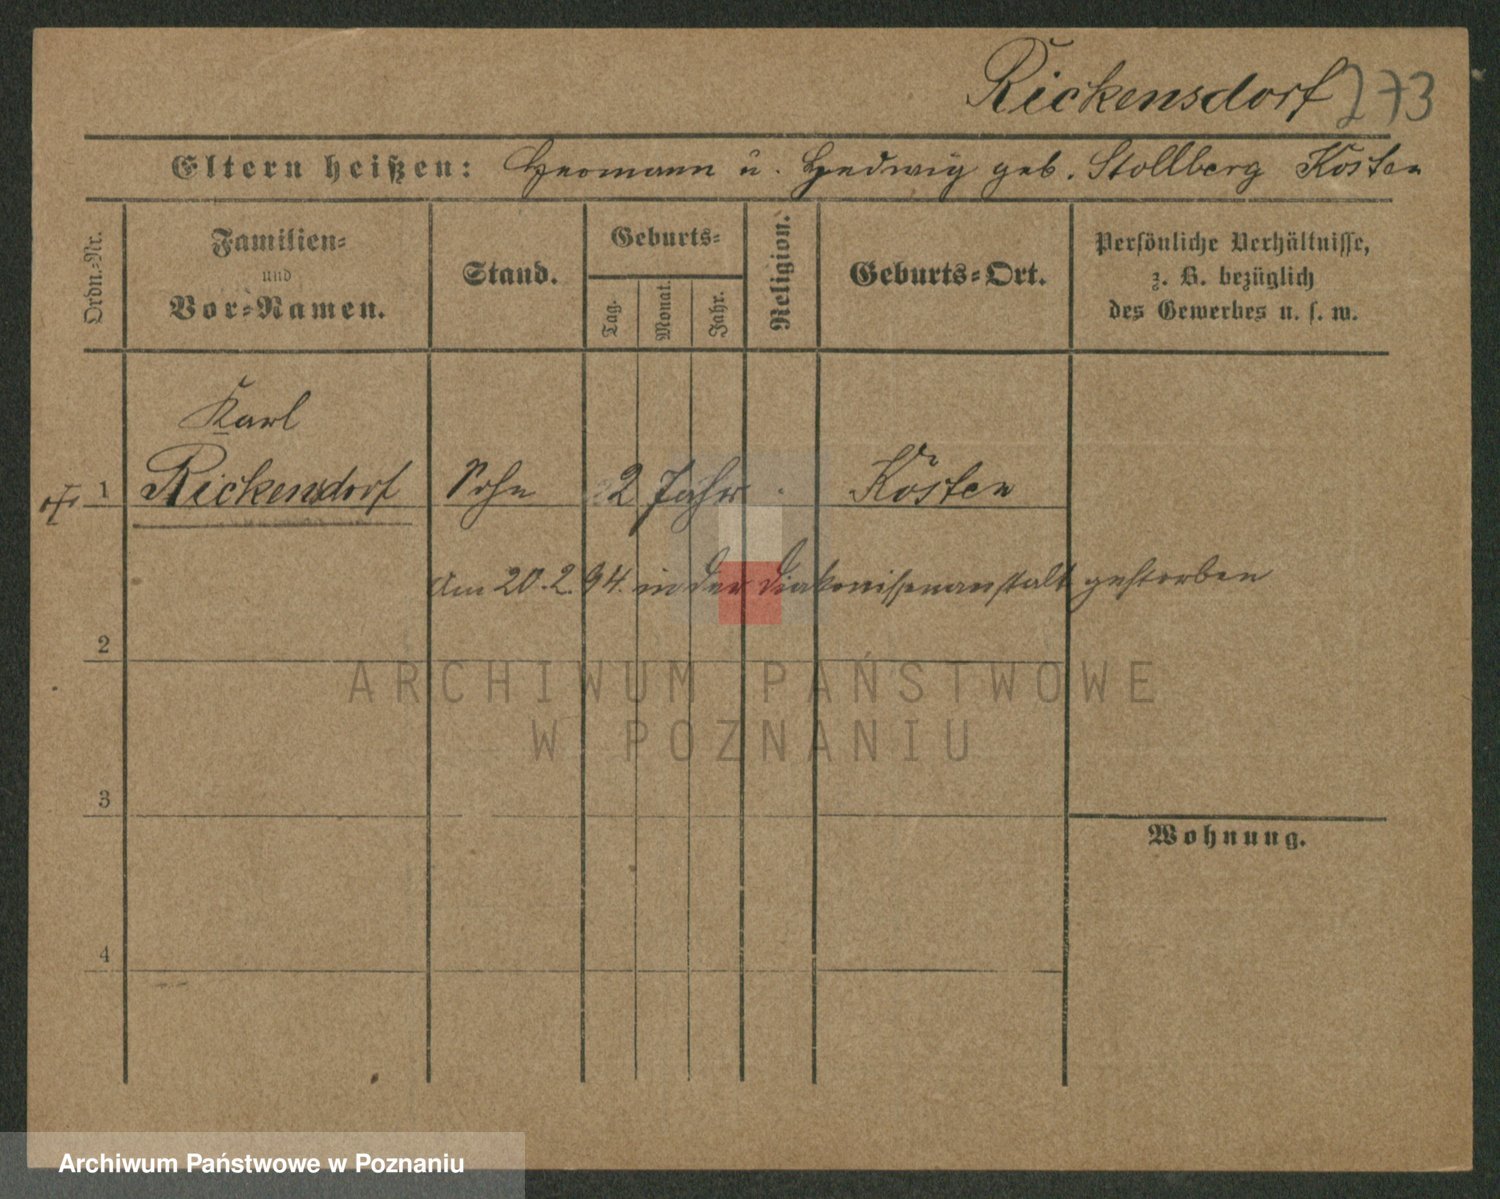 Rickensdorf 273
Eltern heißen: Hermann u. Hedwig geb. Stollberg Kosten
Ordn.-Nr.
Familien-
und
Vor-Namen.
Stand.
Geburts-
Tag.
Monat.
Jahr.
Religion.
Geburts-Ort.
Persönliche Verhältnisse,
z. B. bezüglich
des Gewerbes u. s. w.
Karl
1 Rickensdorf Sohn 2 Jahr Kosten
am 20.2.94. in der Diakonissenanstalt gestorben
2
ARCHIWUM PAŃSTWOWE
W POZNANIU
3
Wohnung.
4
Archiwum Państwowe w Poznaniu